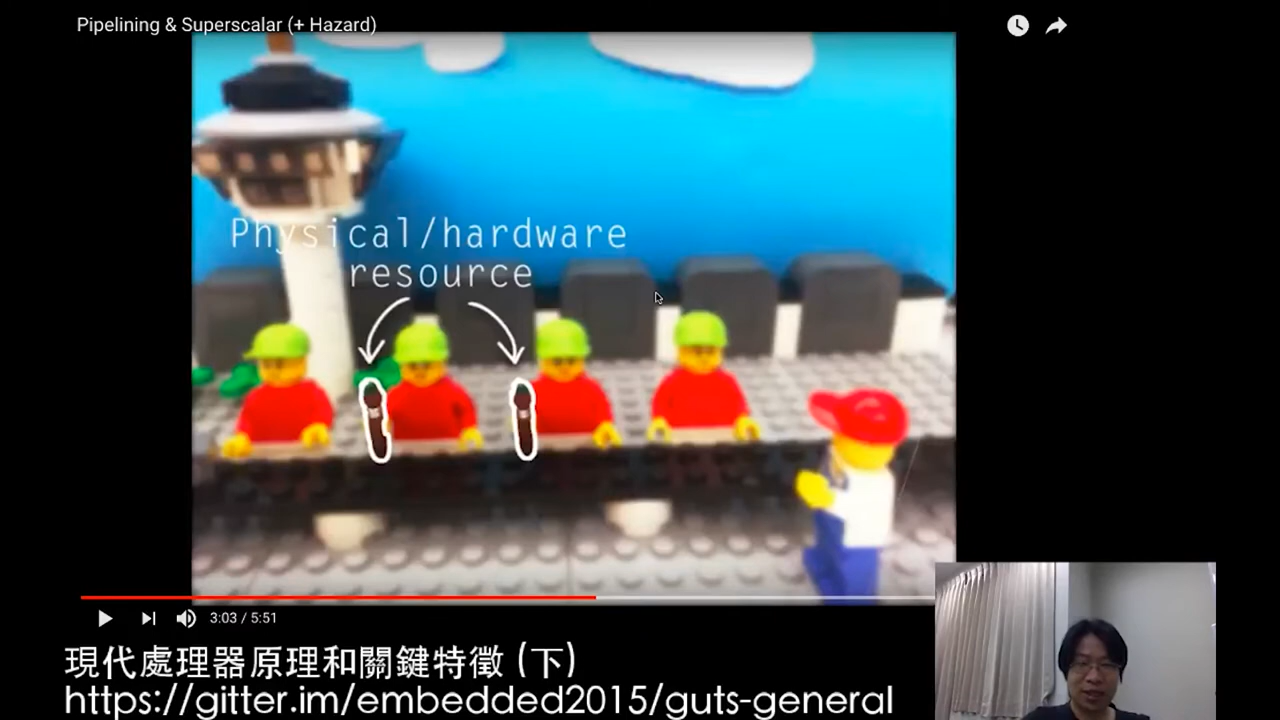 Pipelining & Superscalar (+ Hazard)
Physical/hardware
resource
3:03 / 5:51
現代處理器原理和關鍵特徵 (下)
https://gitter.im/embedded2015/guts-general